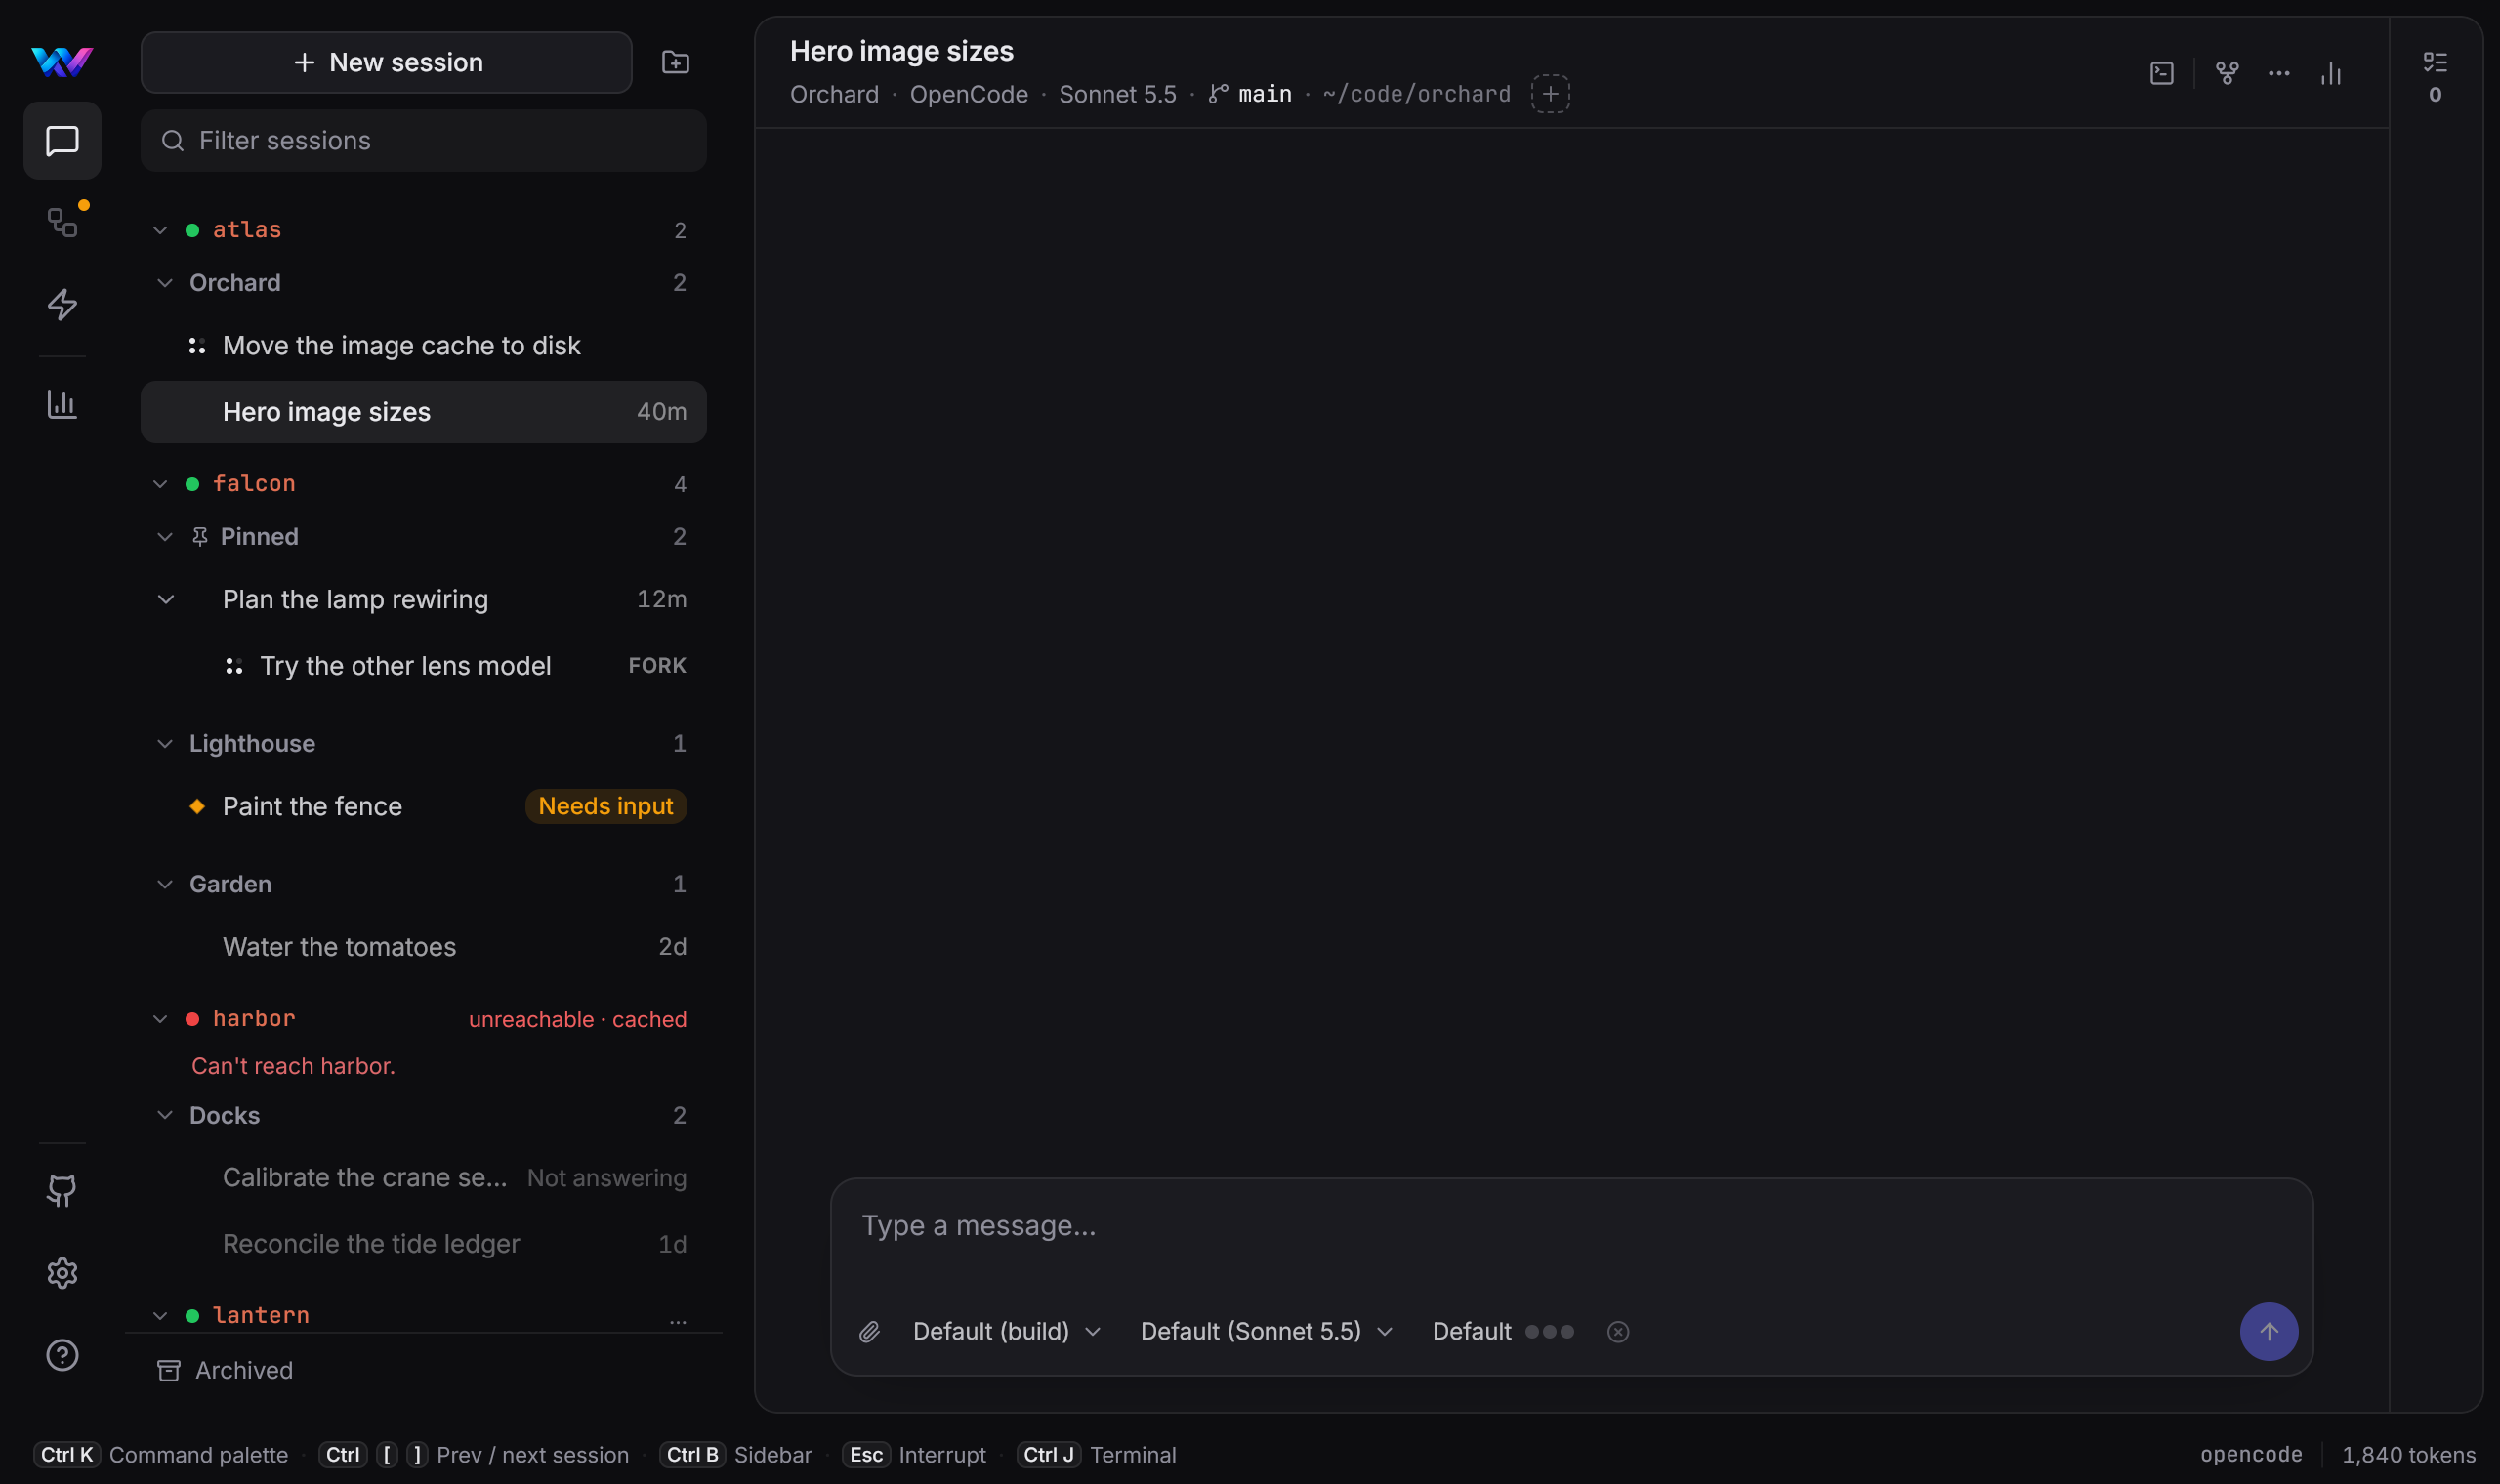 New session
Filter sessions
atlas 2
Orchard 2
Move the image cache to disk
Hero image sizes 40m
falcon 4
Pinned 2
Plan the lamp rewiring 12m
Try the other lens model FORK
Lighthouse 1
Paint the fence Needs input
Garden 1
Water the tomatoes 2d
harbor unreachable · cached
Can't reach harbor.
Docks 2
Calibrate the crane se... Not answering
Reconcile the tide ledger 1d
lantern ...
Archived
Hero image sizes
Orchard · OpenCode · Sonnet 5.5 · main · ~/code/orchard
0
Type a message...
Default (build) Default (Sonnet 5.5) Default
Ctrl K Command palette · Ctrl [ ] Prev / next session · Ctrl B Sidebar · Esc Interrupt · Ctrl J Terminal
opencode 1,840 tokens